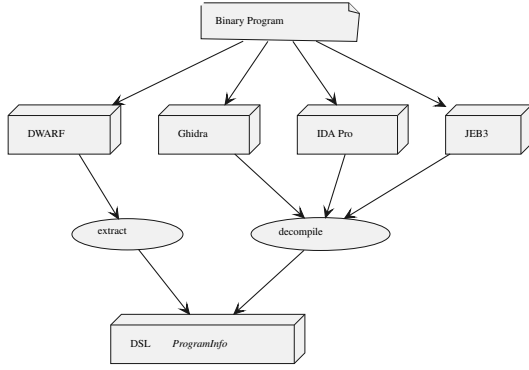 Binary Program
DWARF
Ghidra
IDA Pro
JEB3
extract
decompile
DSL ProgramInfo